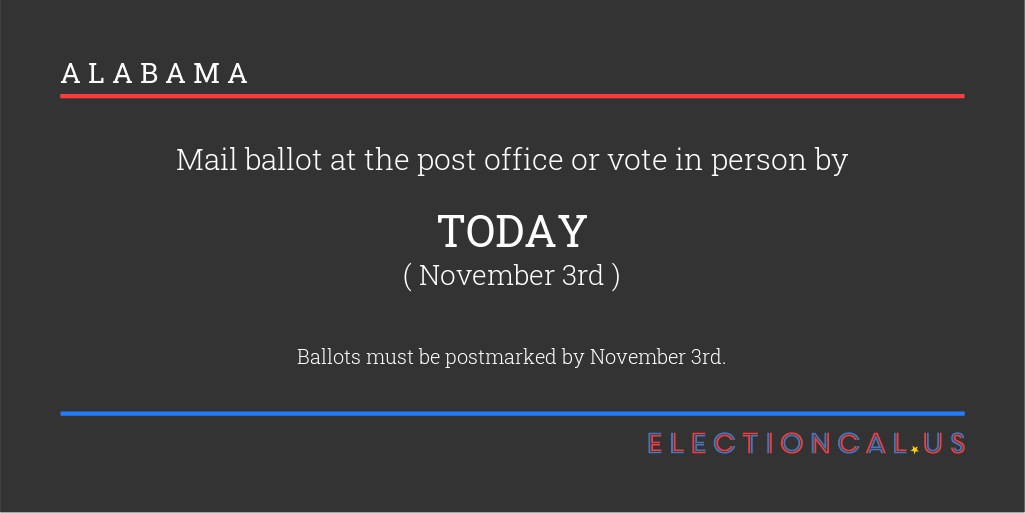 ALABAMA
Mail ballot at the post office or vote in person by
TODAY
( November 3rd )
Ballots must be postmarked by November 3rd.
ELECTIONCAL.US